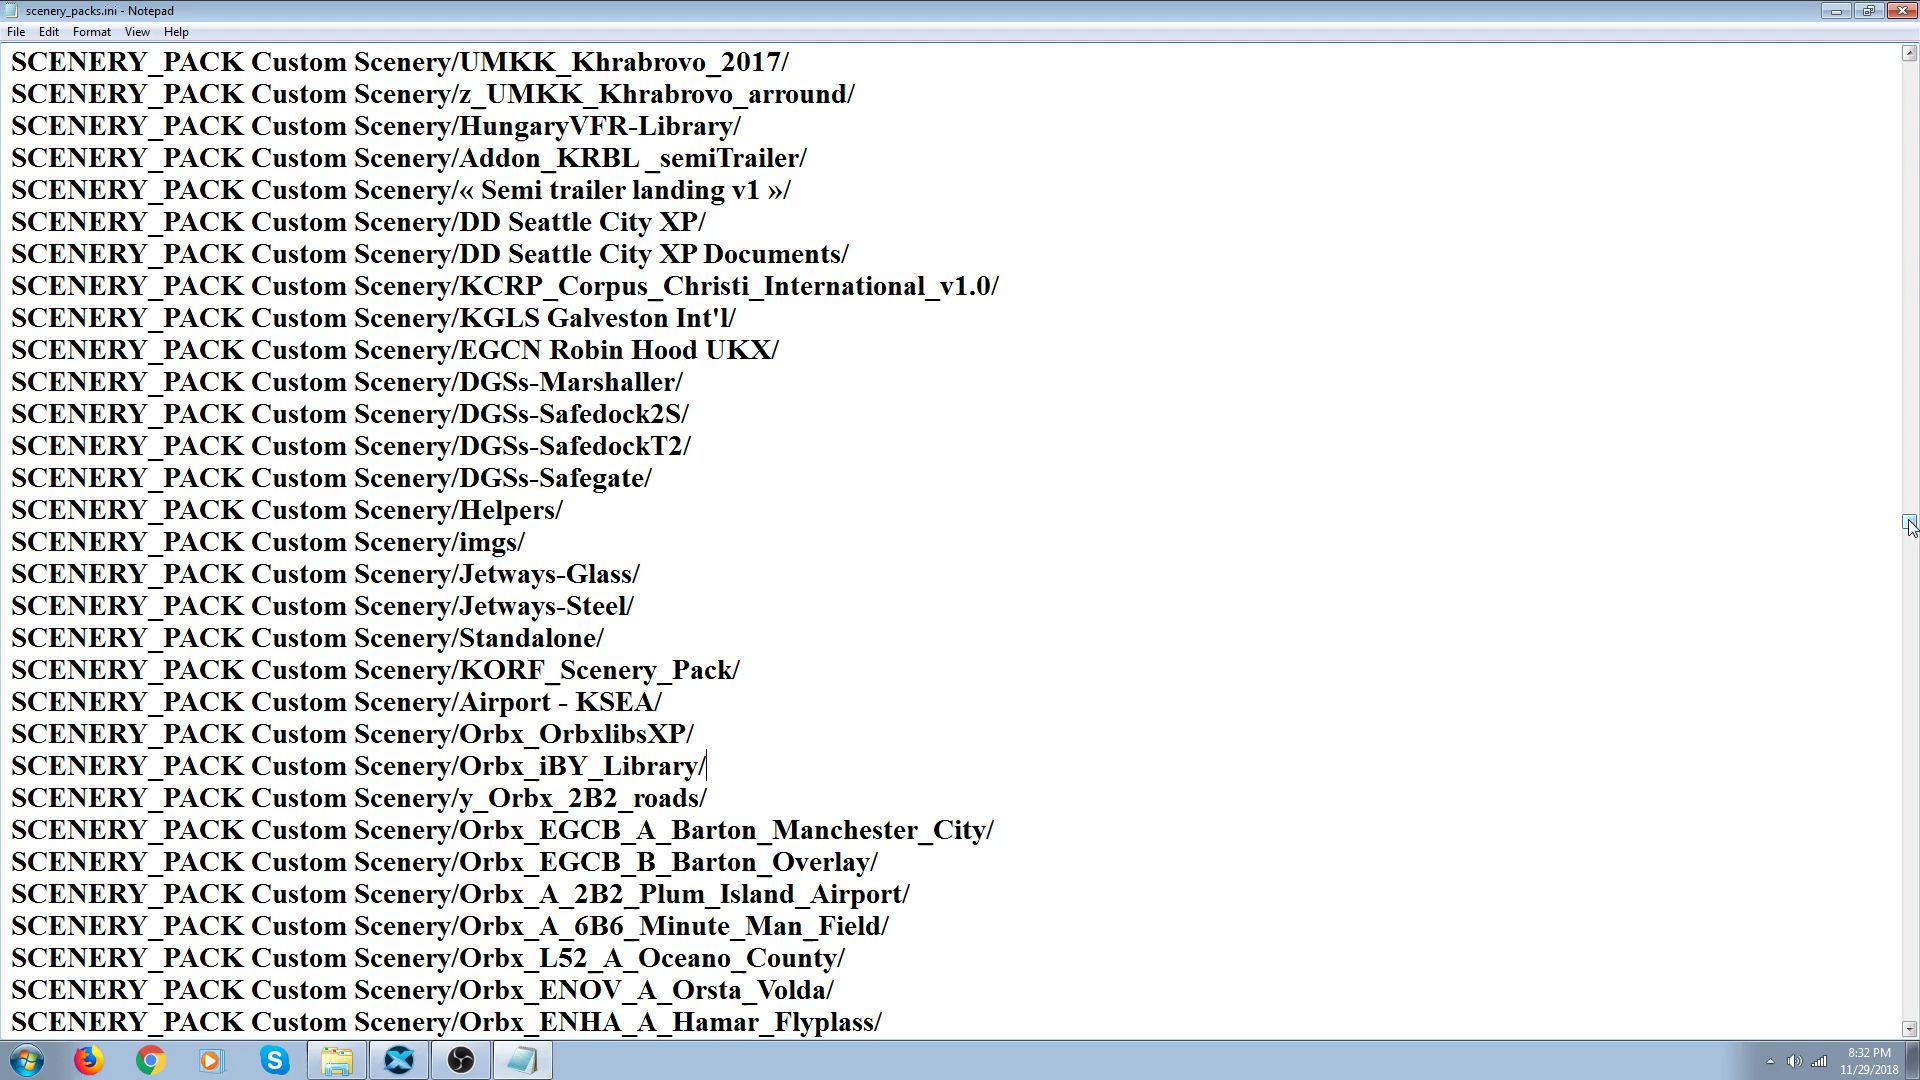 scenery_packs.ini - Notepad
File Edit Format View Help
SCENERY_PACK Custom Scenery/UMKK_Khrabrovo_2017/
SCENERY_PACK Custom Scenery/z_UMKK_Khrabrovo_arround/
SCENERY_PACK Custom Scenery/HungaryVFR-Library/
SCENERY_PACK Custom Scenery/Addon_KRBL _semiTrailer/
SCENERY_PACK Custom Scenery/« Semi trailer landing v1 »/
SCENERY_PACK Custom Scenery/DD Seattle City XP/
SCENERY_PACK Custom Scenery/DD Seattle City XP Documents/
SCENERY_PACK Custom Scenery/KCRP_Corpus_Christi_International_v1.0/
SCENERY_PACK Custom Scenery/KGLS Galveston Int'l/
SCENERY_PACK Custom Scenery/EGCN Robin Hood UKX/
SCENERY_PACK Custom Scenery/DGSs-Marshaller/
SCENERY_PACK Custom Scenery/DGSs-Safedock2S/
SCENERY_PACK Custom Scenery/DGSs-SafedockT2/
SCENERY_PACK Custom Scenery/DGSs-Safegate/
SCENERY_PACK Custom Scenery/Helpers/
SCENERY_PACK Custom Scenery/imgs/
SCENERY_PACK Custom Scenery/Jetways-Glass/
SCENERY_PACK Custom Scenery/Jetways-Steel/
SCENERY_PACK Custom Scenery/Standalone/
SCENERY_PACK Custom Scenery/KORF_Scenery_Pack/
SCENERY_PACK Custom Scenery/Airport - KSEA/
SCENERY_PACK Custom Scenery/Orbx_OrbxlibsXP/
SCENERY_PACK Custom Scenery/Orbx_iBY_Library/
SCENERY_PACK Custom Scenery/y_Orbx_2B2_roads/
SCENERY_PACK Custom Scenery/Orbx_EGCB_A_Barton_Manchester_City/
SCENERY_PACK Custom Scenery/Orbx_EGCB_B_Barton_Overlay/
SCENERY_PACK Custom Scenery/Orbx_A_2B2_Plum_Island_Airport/
SCENERY_PACK Custom Scenery/Orbx_A_6B6_Minute_Man_Field/
SCENERY_PACK Custom Scenery/Orbx_L52_A_Oceano_County/
SCENERY_PACK Custom Scenery/Orbx_ENOV_A_Orsta_Volda/
SCENERY_PACK Custom Scenery/Orbx_ENHA_A_Hamar_Flyplass/
8:32 PM
11/29/2018